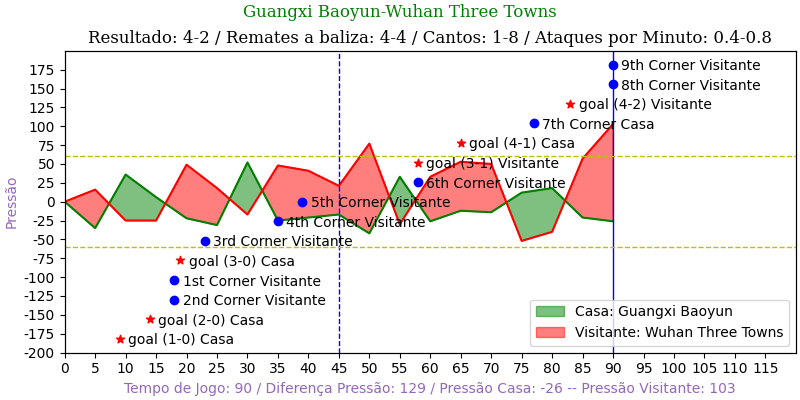 Guangxi Baoyun-Wuhan Three Towns
Resultado: 4-2 / Remates a baliza: 4-4 / Cantos: 1-8 / Ataques por Minuto: 0.4-0.8
Pressão
175
150
125
100
75
50
25
0
-25
-50
-75
-100
-125
-150
-175
-200
9th Corner Visitante
8th Corner Visitante
goal (4-2) Visitante
7th Corner Casa
goal (4-1) Casa
goal (3-1) Visitante
6th Corner Visitante
5th Corner Visitante
4th Corner Visitante
3rd Corner Visitante
goal (3-0) Casa
1st Corner Visitante
2nd Corner Visitante
goal (2-0) Casa
goal (1-0) Casa
Casa: Guangxi Baoyun
Visitante: Wuhan Three Towns
0 5 10 15 20 25 30 35 40 45 50 55 60 65 70 75 80 85 90 95 100 105 110 115
Tempo de Jogo: 90 / Diferença Pressão: 129 / Pressão Casa: -26 -- Pressão Visitante: 103